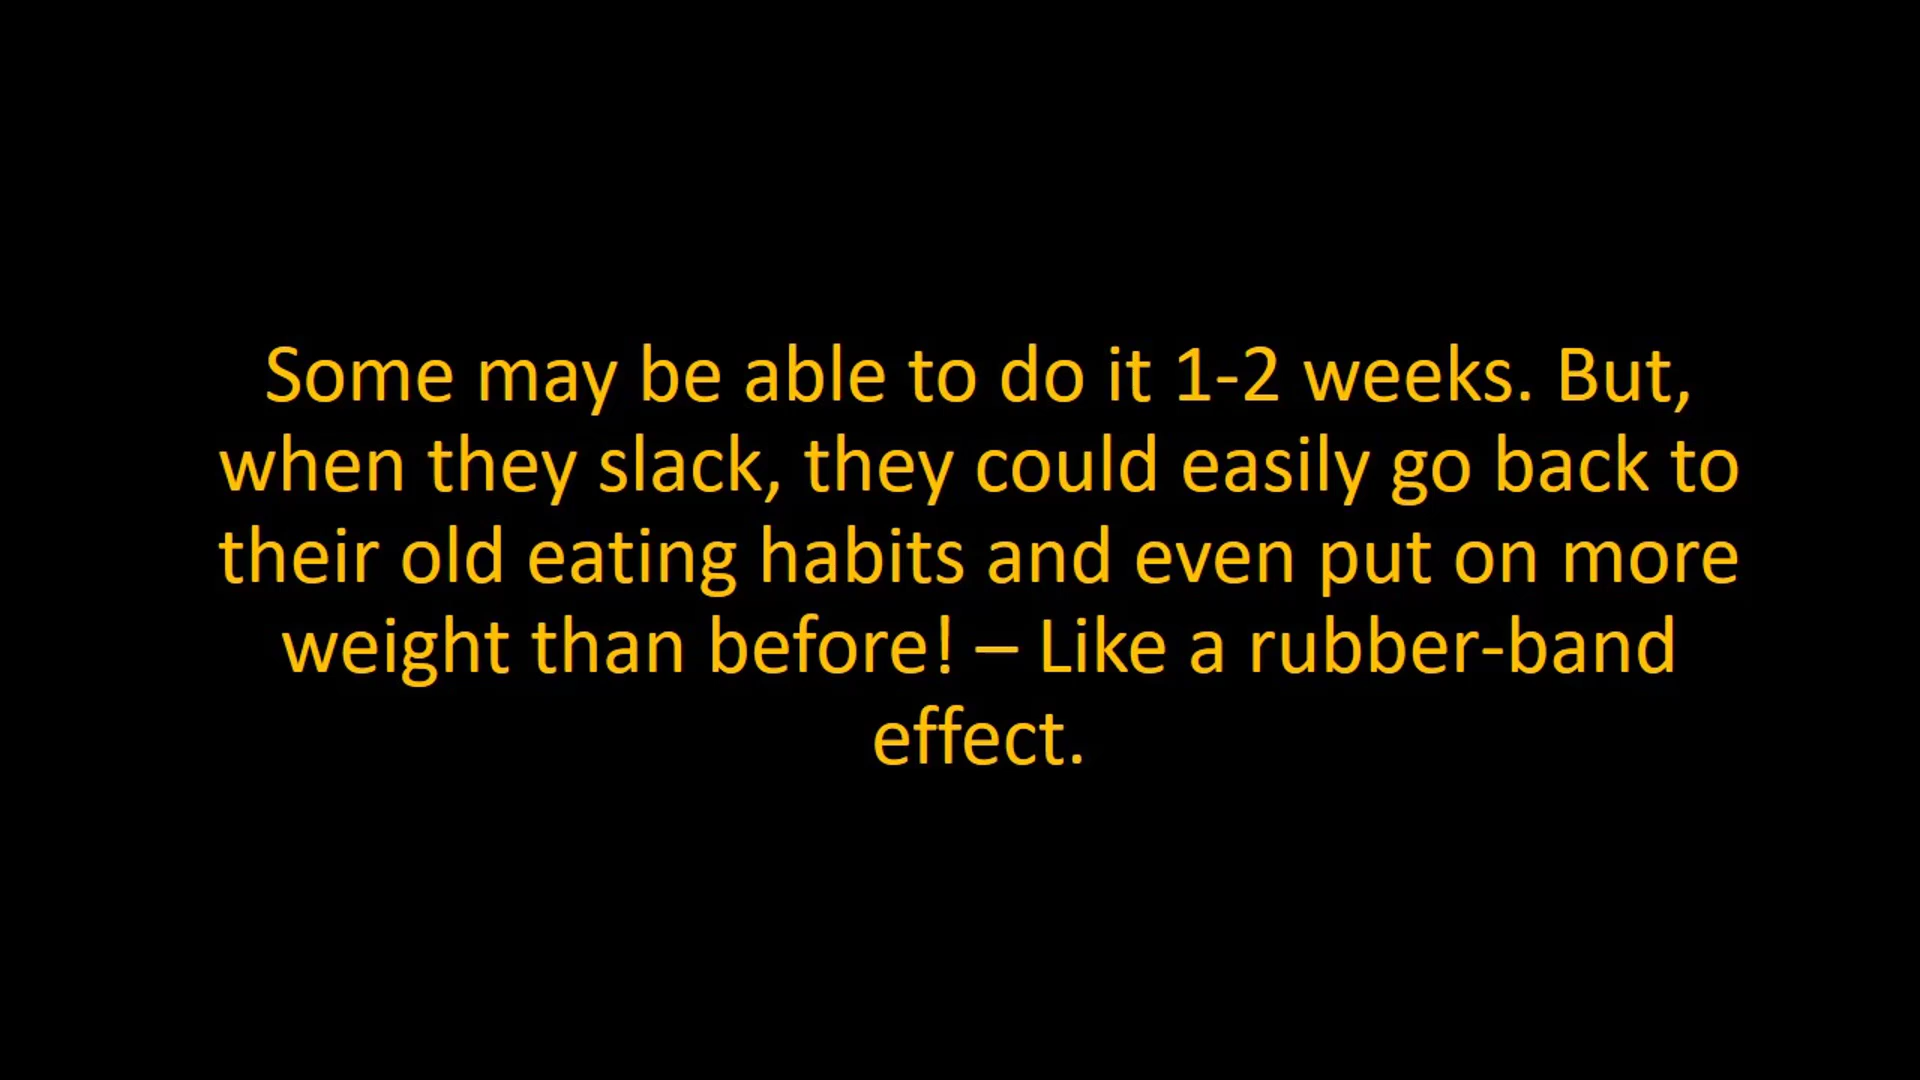 Some may be able to do it 1-2 weeks. But,
when they slack, they could easily go back to
their old eating habits and even put on more
weight than before! – Like a rubber-band
effect.